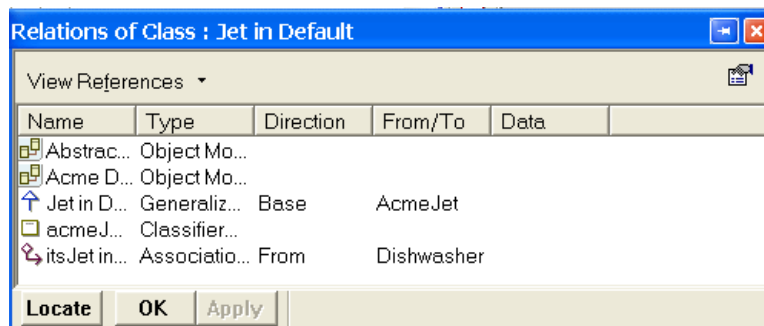 Relations of Class : Jet in Default
View References
Name Type Direction From/To Data
Abstrac... Object Mo...
Acme D... Object Mo...
Jet in D... Generaliz... Base AcmeJet
acmeJ... Classifier...
itsJet in... Associatio... From Dishwasher
Locate OK Apply